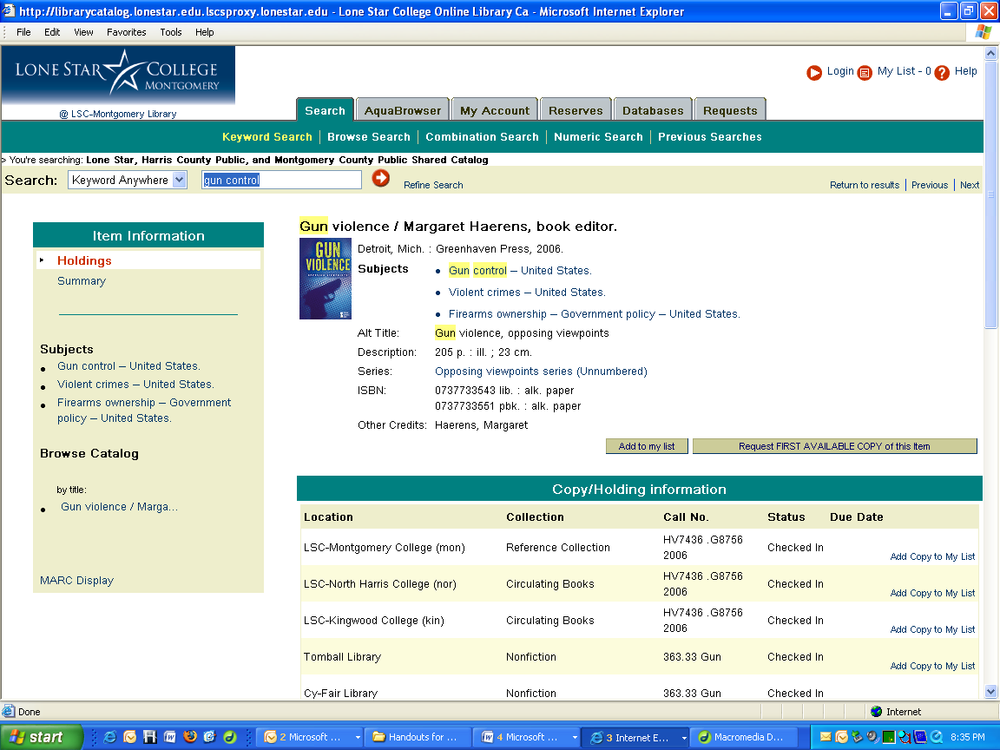 http://librarycatalog.lonestar.edu.lscsproxy.lonestar.edu - Lone Star College Online Library Ca - Microsoft Internet Explorer
File Edit View Favorites Tools Help
LONE STAR COLLEGE
MONTGOMERY
@ LSC-Montgomery Library
Login My List - 0 Help
Search AquaBrowser My Account Reserves Databases Requests
Keyword Search Browse Search Combination Search Numeric Search Previous Searches
> You're searching: Lone Star, Harris County Public, and Montgomery County Public Shared Catalog
Search: Keyword Anywhere gun control Refine Search Return to results Previous Next
Item Information
Holdings
Summary
Subjects
Gun control -- United States.
Violent crimes -- United States.
Firearms ownership -- Government
policy -- United States.
Browse Catalog
by title:
Gun violence / Marga...
MARC Display
Gun violence / Margaret Haerens, book editor.
GUN
VIOLENCE
Detroit, Mich. : Greenhaven Press, 2006.
Subjects
Gun control -- United States.
Violent crimes -- United States.
Firearms ownership -- Government policy -- United States.
Alt Title: Gun violence, opposing viewpoints
Description: 205 p. : ill. ; 23 cm.
Series: Opposing viewpoints series (Unnumbered)
ISBN: 0737733543 lib. : alk. paper
0737733551 pbk. : alk. paper
Other Credits: Haerens, Margaret
Add to my list Request FIRST AVAILABLE COPY of this Item
Copy/Holding information
Location Collection Call No. Status Due Date
LSC-Montgomery College (mon) Reference Collection HV7436 .G8756 2006 Checked In Add Copy to My List
LSC-North Harris College (nor) Circulating Books HV7436 .G8756 2006 Checked In Add Copy to My List
LSC-Kingwood College (kin) Circulating Books HV7436 .G8756 2006 Checked In Add Copy to My List
Tomball Library Nonfiction 363.33 Gun Checked In Add Copy to My List
Cy-Fair Library Nonfiction 363.33 Gun Checked In
Done Internet
start 2 Microsoft ... Handouts for ... 4 Microsoft ... 3 Internet E... Macromedia D... 8:35 PM